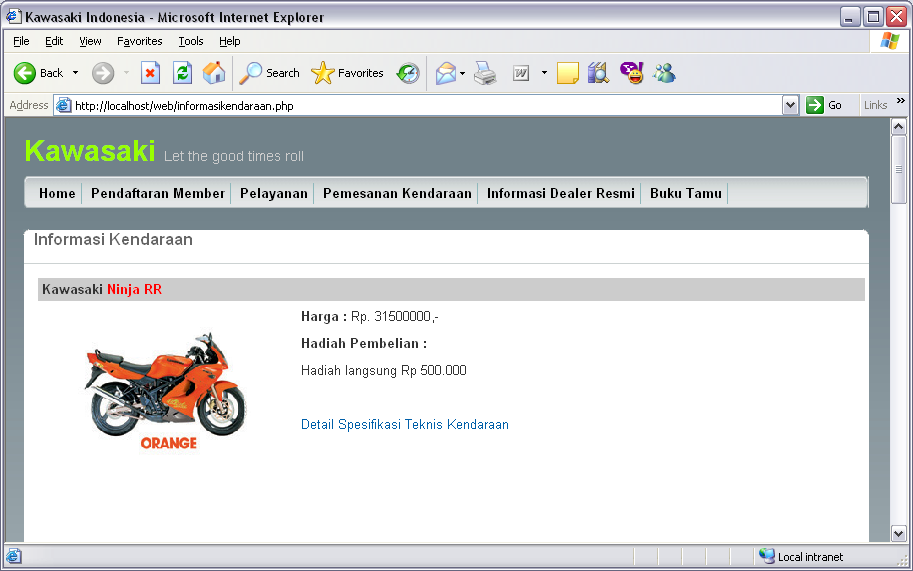 Kawasaki Indonesia - Microsoft Internet Explorer
File Edit View Favorites Tools Help
Back Search Favorites W
Address http://localhost/web/informasikendaraan.php Go Links »
Kawasaki Let the good times roll
Home Pendaftaran Member Pelayanan Pemesanan Kendaraan Informasi Dealer Resmi Buku Tamu
Informasi Kendaraan
Kawasaki Ninja RR
Harga : Rp. 31500000,-
Hadiah Pembelian :
Hadiah langsung Rp 500.000
Detail Spesifikasi Teknis Kendaraan
ORANGE
Local intranet